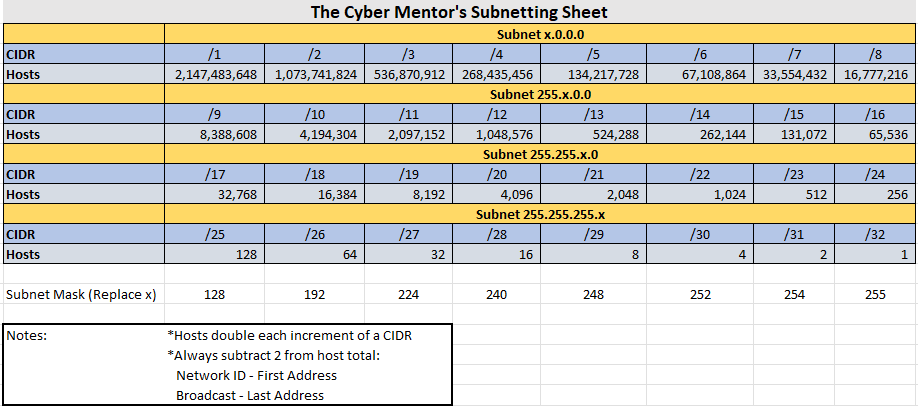 The Cyber Mentor's Subnetting Sheet
Subnet x.0.0.0
CIDR /1 /2 /3 /4 /5 /6 /7 /8
Hosts 2,147,483,648 1,073,741,824 536,870,912 268,435,456 134,217,728 67,108,864 33,554,432 16,777,216
Subnet 255.x.0.0
CIDR /9 /10 /11 /12 /13 /14 /15 /16
Hosts 8,388,608 4,194,304 2,097,152 1,048,576 524,288 262,144 131,072 65,536
Subnet 255.255.x.0
CIDR /17 /18 /19 /20 /21 /22 /23 /24
Hosts 32,768 16,384 8,192 4,096 2,048 1,024 512 256
Subnet 255.255.255.x
CIDR /25 /26 /27 /28 /29 /30 /31 /32
Hosts 128 64 32 16 8 4 2 1
Subnet Mask (Replace x) 128 192 224 240 248 252 254 255
Notes: *Hosts double each increment of a CIDR
*Always subtract 2 from host total:
Network ID - First Address
Broadcast - Last Address